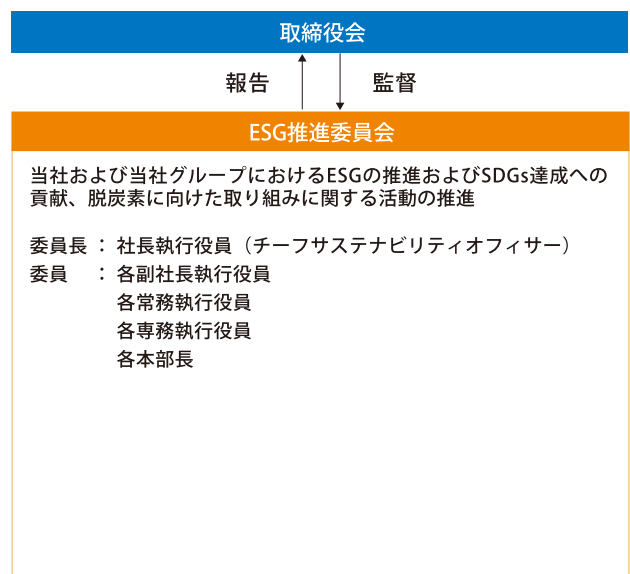 取締役会
報告 監督
ESG推進委員会
当社および当社グループにおけるESGの推進およびSDGs達成への
貢献、脱炭素に向けた取り組みに関する活動の推進
委員長 ： 社長執行役員（チーフサステナビリティオフィサー）
委員 ： 各副社長執行役員
各常務執行役員
各専務執行役員
各本部長